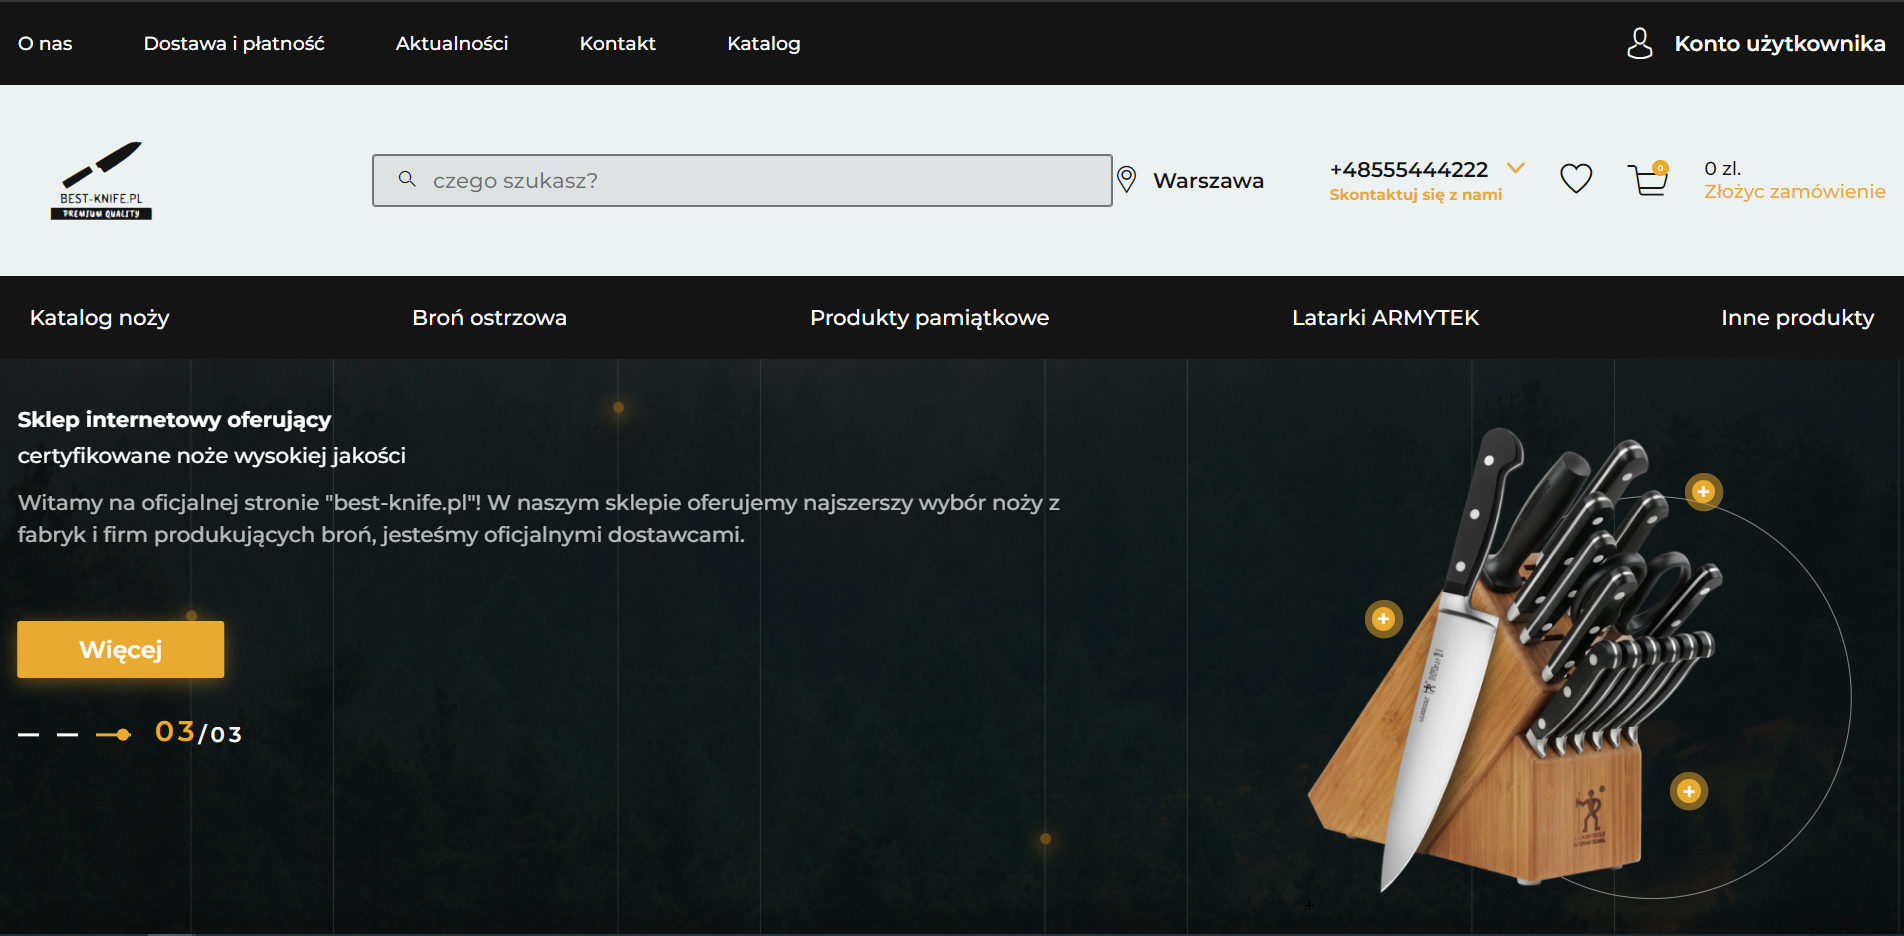 O nas
Dostawa i płatność
Aktualności
Kontakt
Katalog
Konto użytkownika
BEST-KNIFE.PL
PREMIUM QUALITY
czego szukasz?
Warszawa
+48555444222
Skontaktuj się z nami
0
0 zl.
Złożyc zamówienie
Katalog noży
Broń ostrzowa
Produkty pamiątkowe
Latarki ARMYTEK
Inne produkty
Sklep internetowy oferujący
certyfikowane noże wysokiej jakości
Witamy na oficjalnej stronie "best-knife.pl"! W naszym sklepie oferujemy najszerszy wybór noży z
fabryk i firm produkujących broń, jesteśmy oficjalnymi dostawcami.
Więcej
03/03